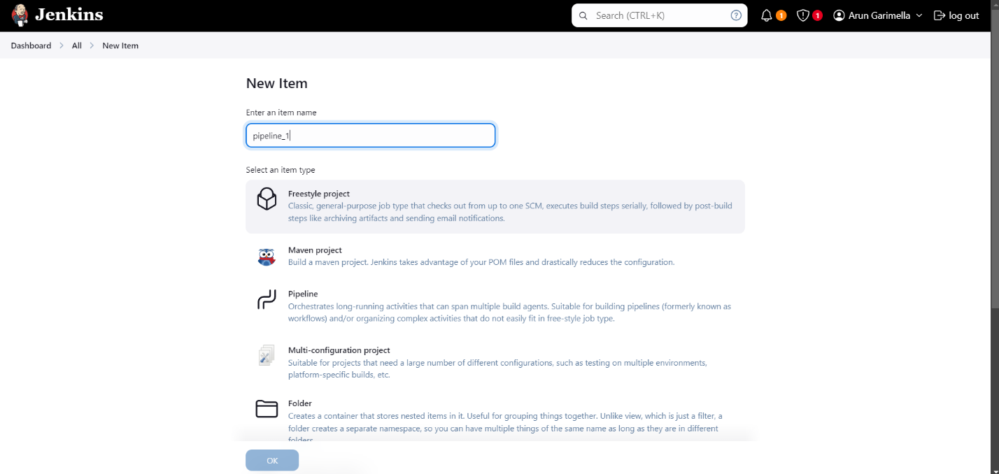 Jenkins
Search (CTRL+K)
?
1
1
Arun Garimella
log out
Dashboard
All
New Item
New Item
Enter an item name
pipeline_1
Select an item type
Freestyle project
Classic, general-purpose job type that checks out from up to one SCM, executes build steps serially, followed by post-build
steps like archiving artifacts and sending email notifications.
Maven project
Build a maven project. Jenkins takes advantage of your POM files and drastically reduces the configuration.
Pipeline
Orchestrates long-running activities that can span multiple build agents. Suitable for building pipelines (formerly known as
workflows) and/or organizing complex activities that do not easily fit in free-style job type.
Multi-configuration project
Suitable for projects that need a large number of different configurations, such as testing on multiple environments,
platform-specific builds, etc.
Folder
Creates a container that stores nested items in it. Useful for grouping things together. Unlike view, which is just a filter, a
folder creates a separate namespace, so you can have multiple things of the same name as long as they are in different
folders.
OK